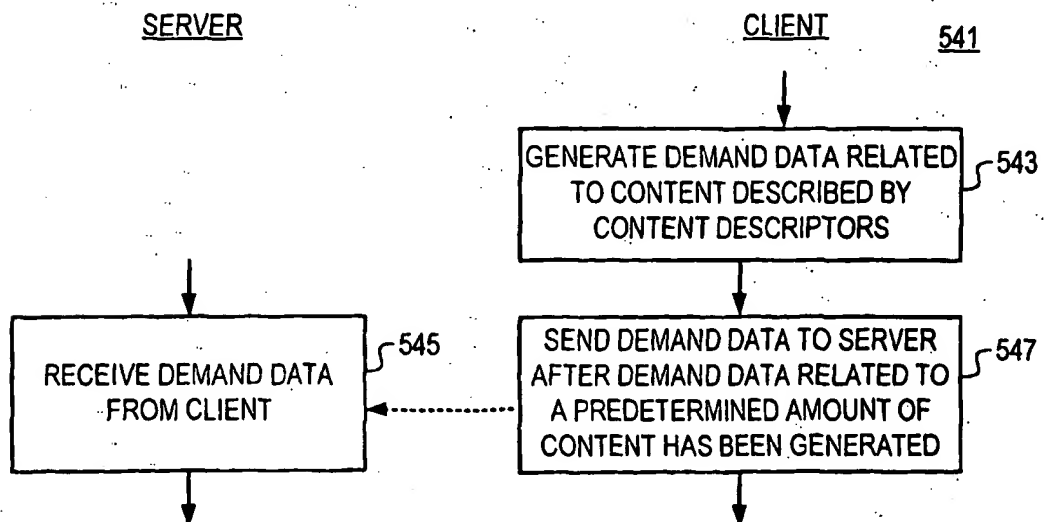 SERVER
CLIENT
541
GENERATE DEMAND DATA RELATED
TO CONTENT DESCRIBED BY
CONTENT DESCRIPTORS
543
RECEIVE DEMAND DATA
FROM CLIENT
545
SEND DEMAND DATA TO SERVER
AFTER DEMAND DATA RELATED TO
A PREDETERMINED AMOUNT OF
CONTENT HAS BEEN GENERATED
547